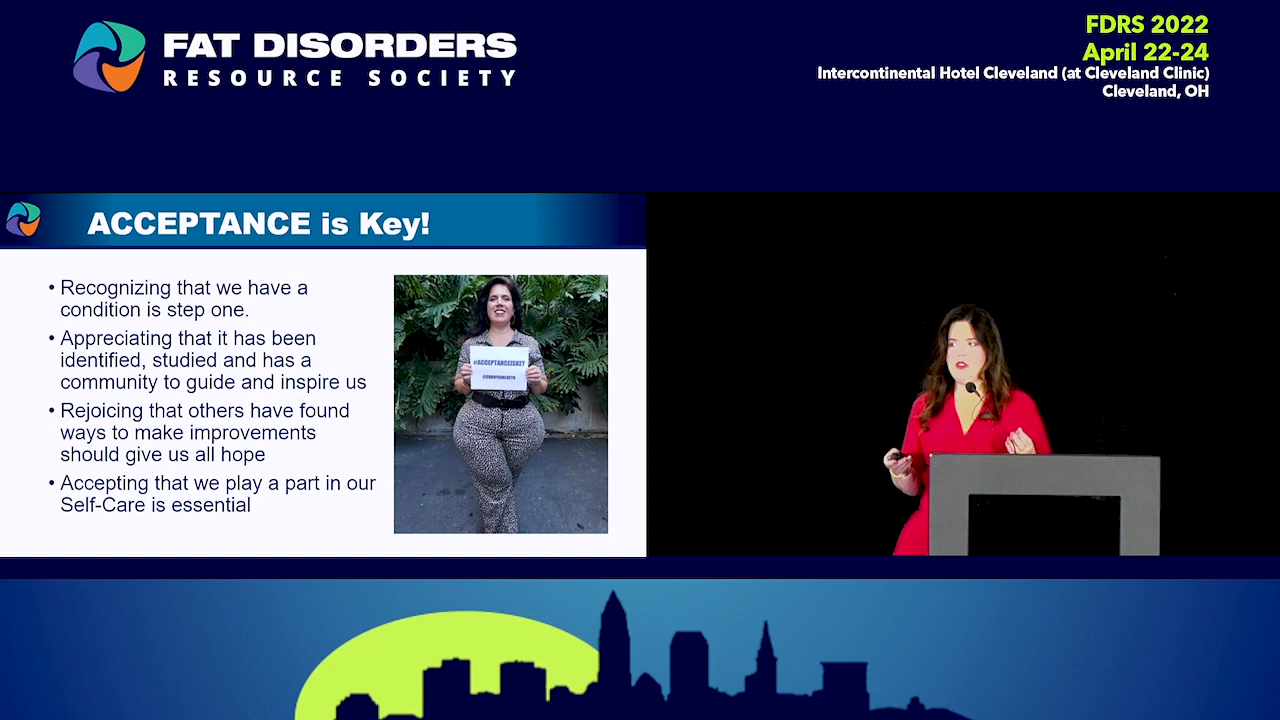 FAT DISORDERS
RESOURCE SOCIETY
FDRS 2022
April 22-24
Intercontinental Hotel Cleveland (at Cleveland Clinic)
Cleveland, OH
ACCEPTANCE is Key!
• Recognizing that we have a
condition is step one.
• Appreciating that it has been
identified, studied and has a
community to guide and inspire us
• Rejoicing that others have found
ways to make improvements
should give us all hope
• Accepting that we play a part in our
Self-Care is essential
#ACCEPTANCEISKEY